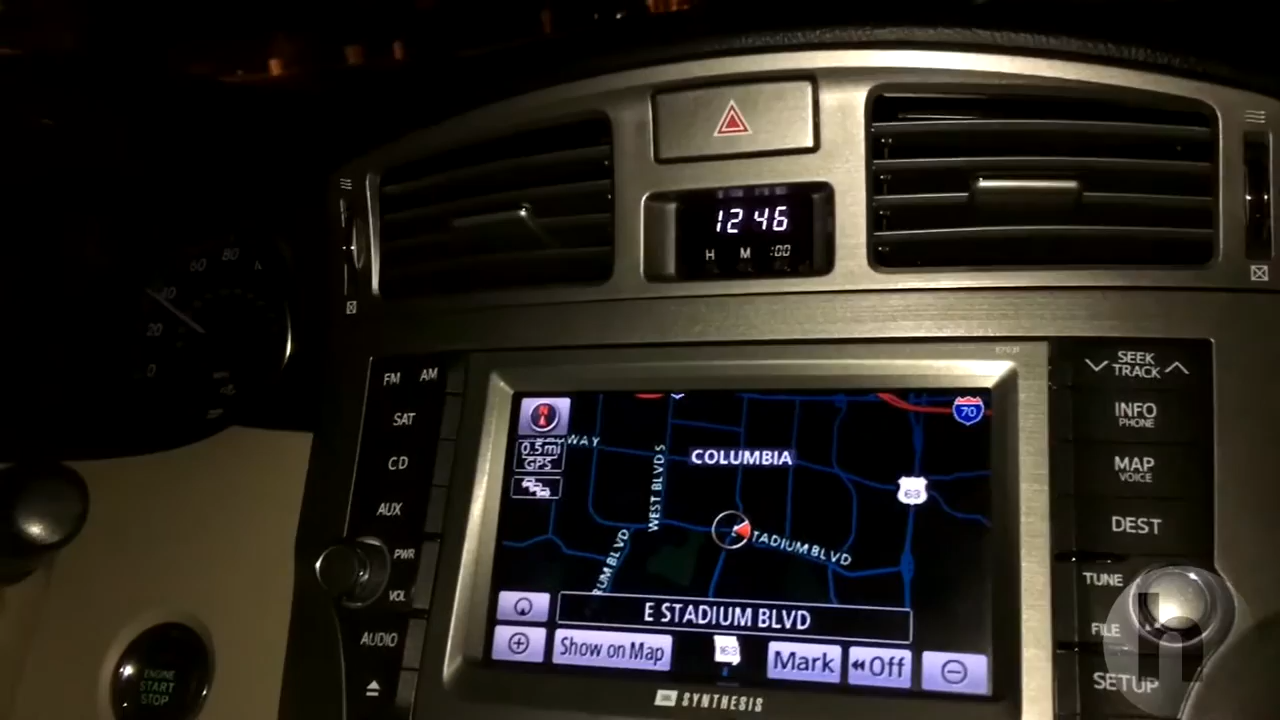 12 46
H M :00
60 80
40
20
0
FM AM
SAT
CD
AUX
PWR
VOL
AUDIO
ENGINE
START
STOP
N
0.5mi
GPS
COLUMBIA
70
63
WEST BLVD S
TADIUM BLVD
E STADIUM BLVD
Show on Map
163
Mark
Off
JBL SYNTHESIS
SEEK
TRACK
INFO
PHONE
MAP
VOICE
DEST
TUNE
FILE
SETUP
h